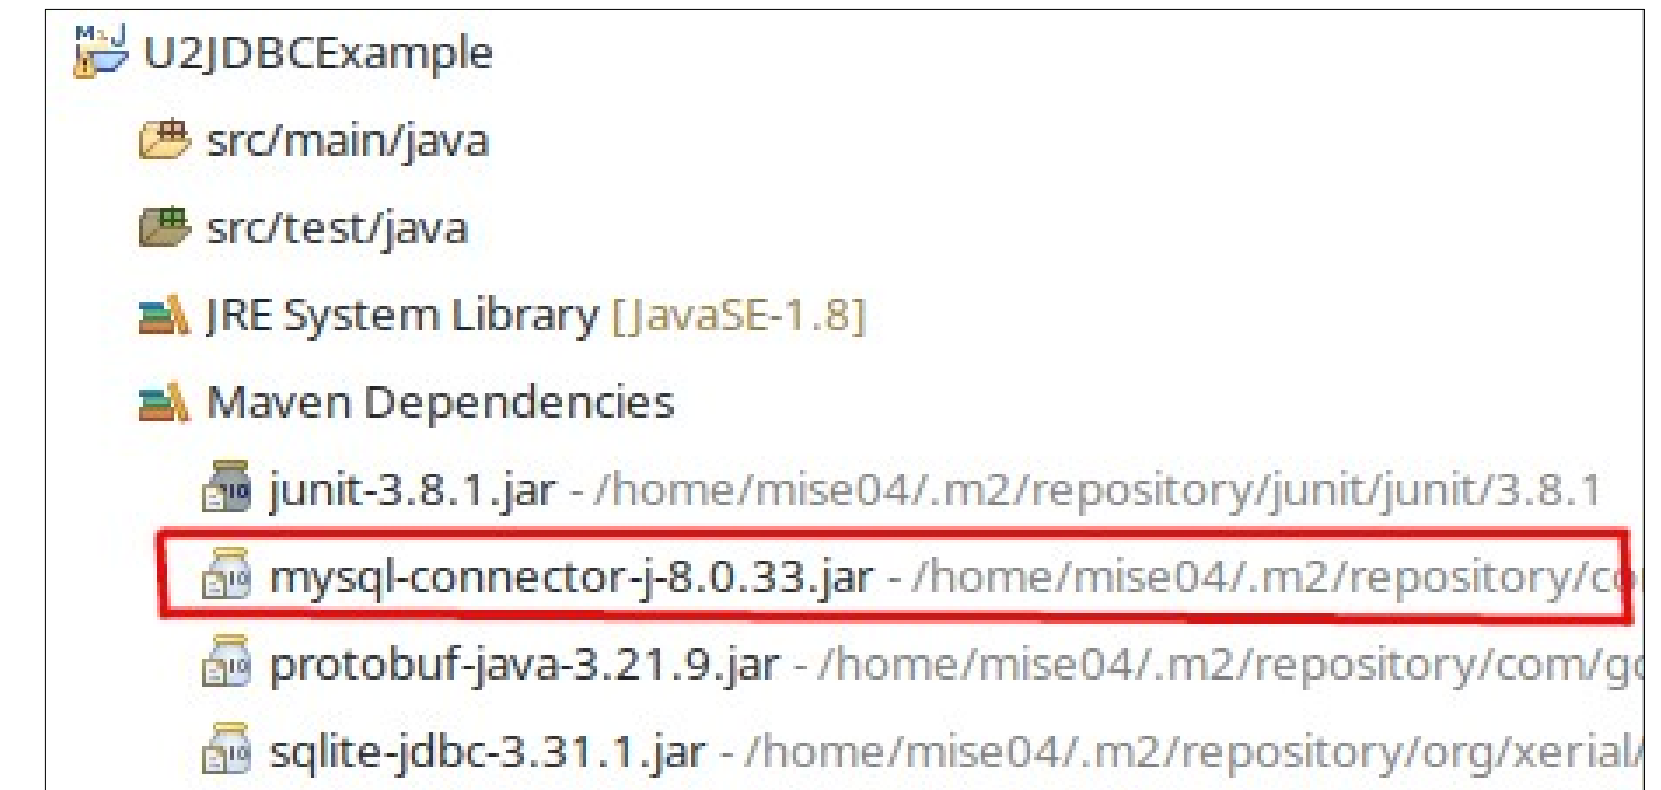 U2JDBCExample
src/main/java
src/test/java
JRE System Library [JavaSE-1.8]
Maven Dependencies
junit-3.8.1.jar - /home/mise04/.m2/repository/junit/junit/3.8.1
mysql-connector-j-8.0.33.jar - /home/mise04/.m2/repository/co
protobuf-java-3.21.9.jar - /home/mise04/.m2/repository/com/go
sqlite-jdbc-3.31.1.jar - /home/mise04/.m2/repository/org/xerial/